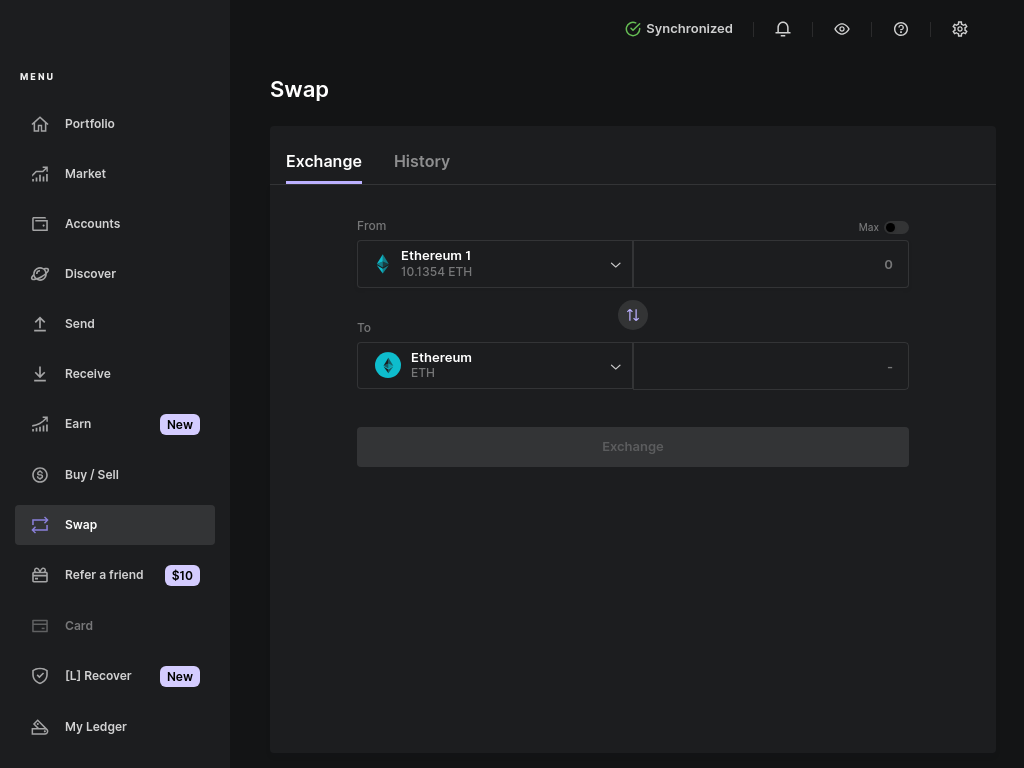 Synchronized
MENU
Portfolio
Market
Accounts
Discover
Send
Receive
Earn New
Buy / Sell
Swap
Refer a friend $10
Card
[L] Recover New
My Ledger
Swap
Exchange History
From Max
Ethereum 1
10.1354 ETH
0
To
Ethereum
ETH
-
Exchange